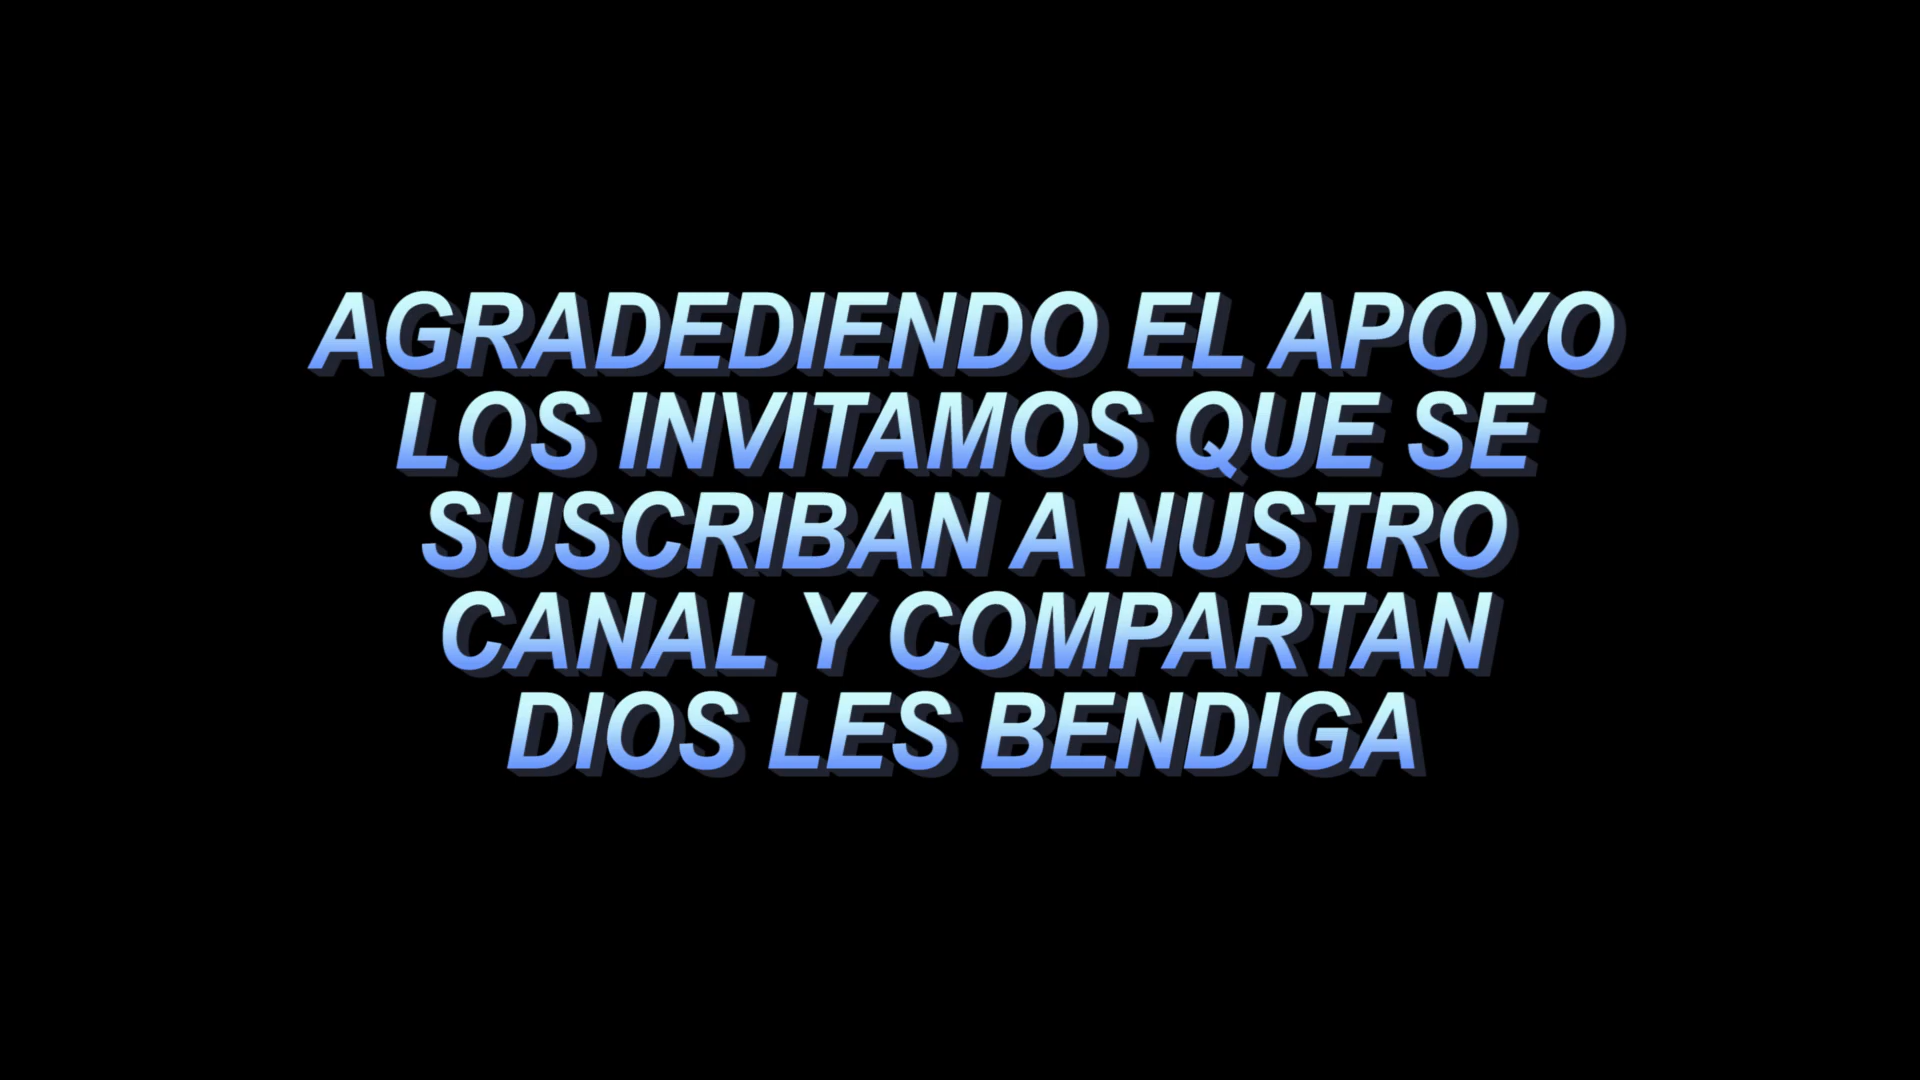 AGRADEDIENDO EL APOYO
LOS INVITAMOS QUE SE
SUSCRIBAN A NUSTRO
CANAL Y COMPARTAN
DIOS LES BENDIGA